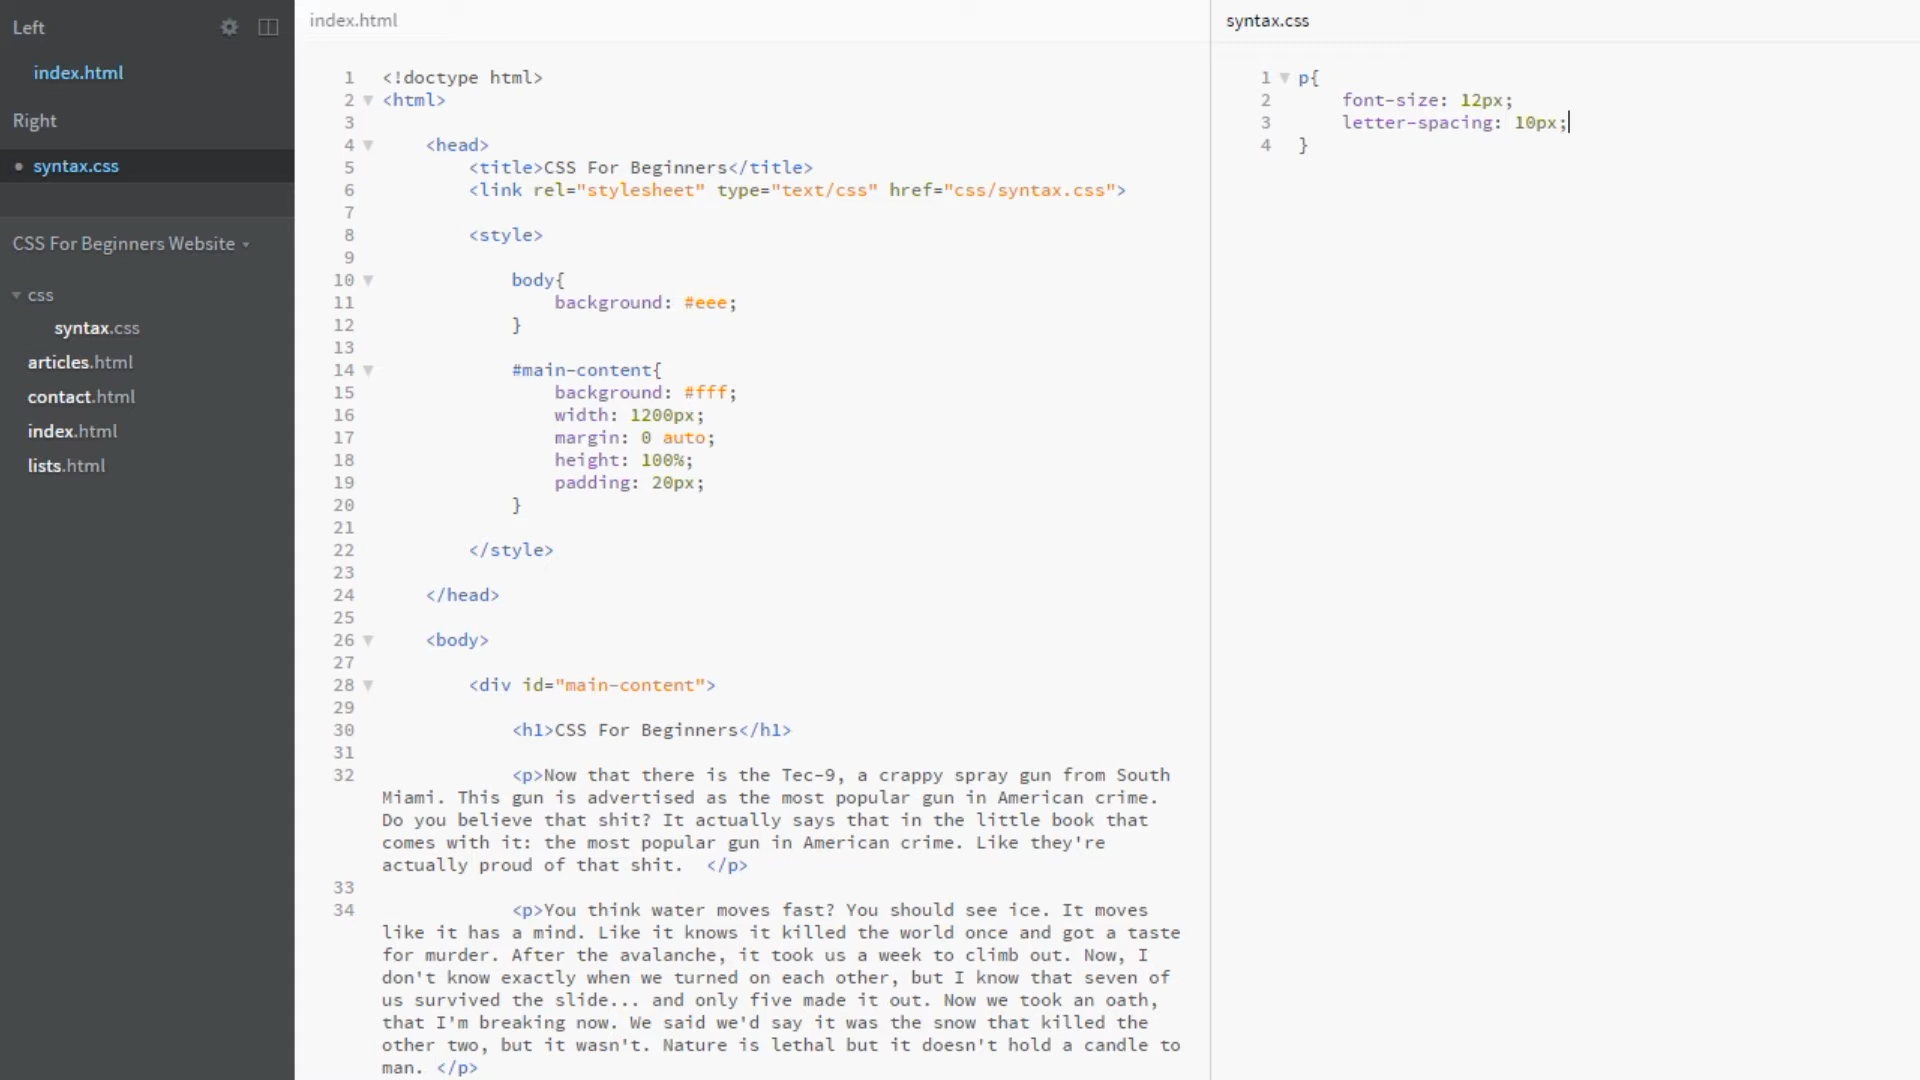 Left
index.html
Right
syntax.css
CSS For Beginners Website
css
syntax.css
articles.html
contact.html
index.html
lists.html
index.html
1 <!doctype html>
2 <html>
3
4 <head>
5 <title>CSS For Beginners</title>
6 <link rel="stylesheet" type="text/css" href="css/syntax.css">
7
8 <style>
9
10 body{
11 background: #eee;
12 }
13
14 #main-content{
15 background: #fff;
16 width: 1200px;
17 margin: 0 auto;
18 height: 100%;
19 padding: 20px;
20 }
21
22 </style>
23
24 </head>
25
26 <body>
27
28 <div id="main-content">
29
30 <h1>CSS For Beginners</h1>
31
32 <p>Now that there is the Tec-9, a crappy spray gun from South
Miami. This gun is advertised as the most popular gun in American crime.
Do you believe that shit? It actually says that in the little book that
comes with it: the most popular gun in American crime. Like they're
actually proud of that shit.  </p>
33
34 <p>You think water moves fast? You should see ice. It moves
like it has a mind. Like it knows it killed the world once and got a taste
for murder. After the avalanche, it took us a week to climb out. Now, I
don't know exactly when we turned on each other, but I know that seven of
us survived the slide... and only five made it out. Now we took an oath,
that I'm breaking now. We said we'd say it was the snow that killed the
other two, but it wasn't. Nature is lethal but it doesn't hold a candle to
man. </p>
syntax.css
1 p{
2 font-size: 12px;
3 letter-spacing: 10px;
4 }